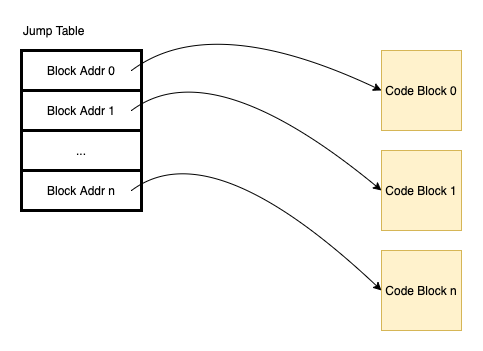 Jump Table
Block Addr 0
Block Addr 1
...
Block Addr n
Code Block 0
Code Block 1
Code Block n